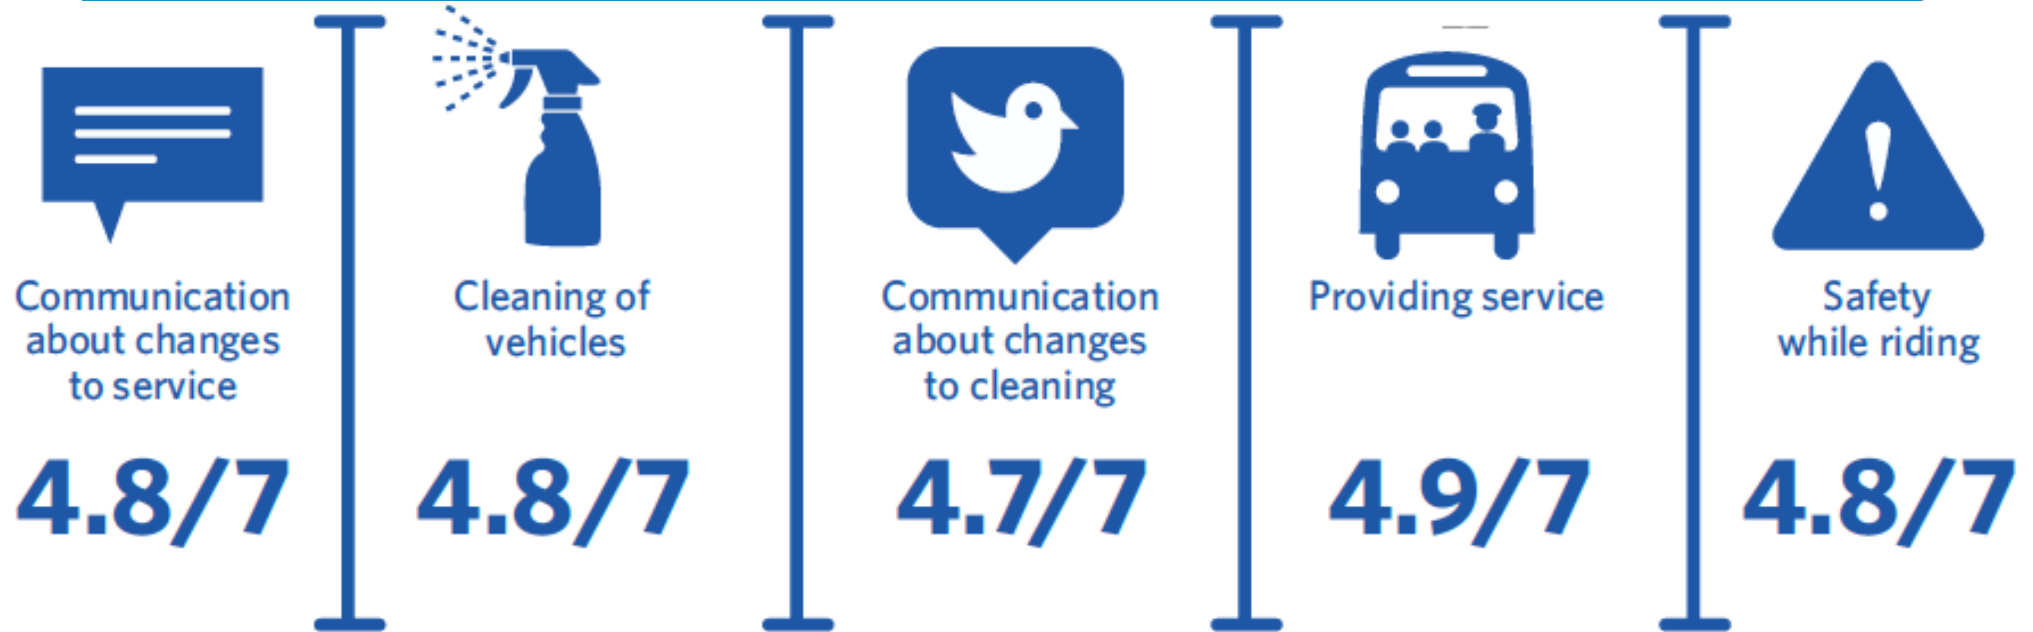 Communication
about changes
to service
4.8/7
Cleaning of
vehicles
4.8/7
Communication
about changes
to cleaning
4.7/7
Providing service
4.9/7
Safety
while riding
4.8/7